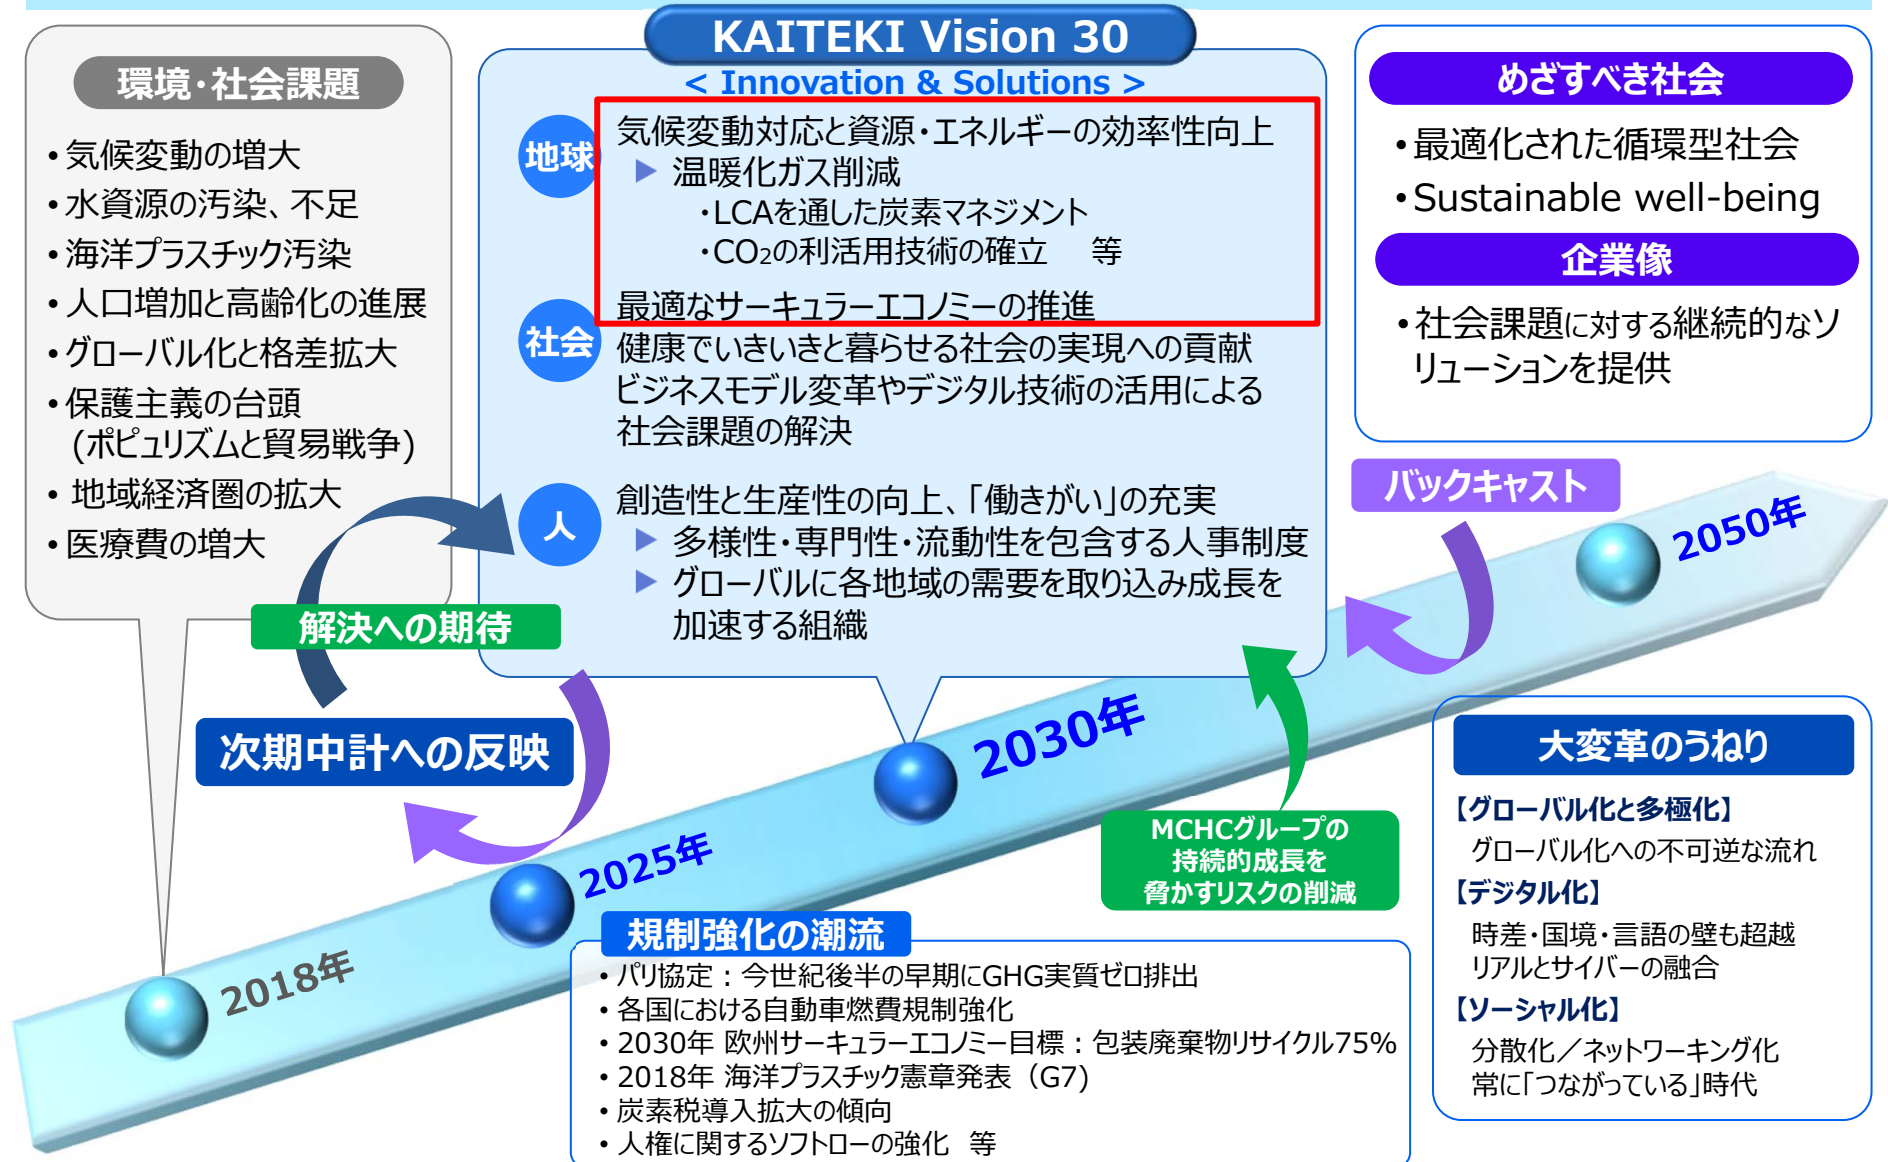 KAITEKI Vision 30
< Innovation & Solutions >
環境・社会課題
•気候変動の増大
•水資源の汚染、不足
•海洋プラスチック汚染
•人口増加と高齢化の進展
•グローバル化と格差拡大
•保護主義の台頭
(ポピュリズムと貿易戦争)
• 地域経済圏の拡大
•医療費の増大
地球
気候変動対応と資源・エネルギーの効率性向上
▶ 温暖化ガス削減
・LCAを通した炭素マネジメント
・CO2の利活用技術の確立　等
社会
最適なサーキュラーエコノミーの推進
健康でいきいきと暮らせる社会の実現への貢献
ビジネスモデル変革やデジタル技術の活用による
社会課題の解決
人
創造性と生産性の向上、「働きがい」の充実
▶ 多様性・専門性・流動性を包含する人事制度
▶ グローバルに各地域の需要を取り込み成長を
加速する組織
めざすべき社会
•最適化された循環型社会
•Sustainable well-being
企業像
•社会課題に対する継続的なソ
リューションを提供
バックキャスト
解決への期待
次期中計への反映
2018年
2025年
2030年
2050年
MCHCグループの
持続的成長を
脅かすリスクの削減
規制強化の潮流
• パリ協定：今世紀後半の早期にGHG実質ゼロ排出
• 各国における自動車燃費規制強化
• 2030年 欧州サーキュラーエコノミー目標：包装廃棄物リサイクル75%
• 2018年 海洋プラスチック憲章発表（G7)
• 炭素税導入拡大の傾向
• 人権に関するソフトローの強化　等
大変革のうねり
【グローバル化と多極化】
グローバル化への不可逆な流れ
【デジタル化】
時差・国境・言語の壁も超越
リアルとサイバーの融合
【ソーシャル化】
分散化／ネットワーキング化
常に「つながっている」時代